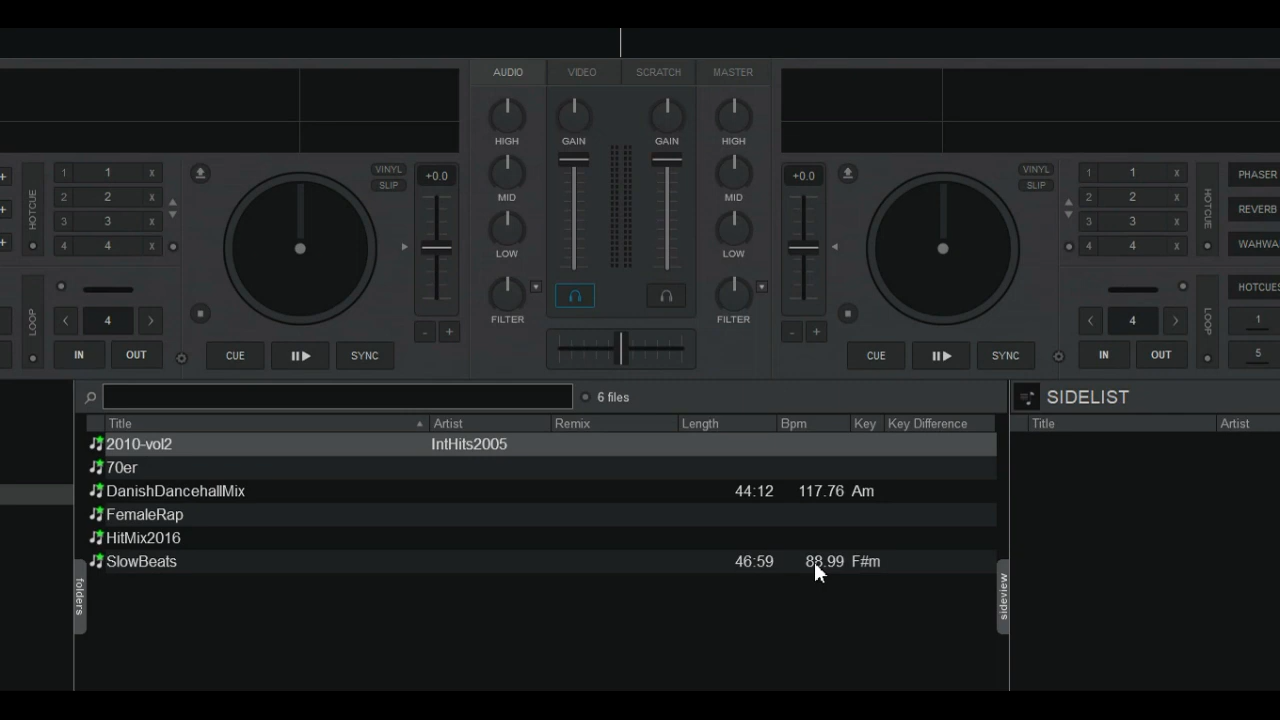 AUDIO VIDEO SCRATCH MASTER
HIGH GAIN GAIN HIGH
MID MID
LOW LOW
FILTER FILTER
+ + +
HOTCUE
1 1 x
2 2 x
3 3 x
4 4 x
VINYL
SLIP
+0.0
LOOP
4
IN OUT
CUE SYNC
- +
+0.0
VINYL
SLIP
1 1 x
2 2 x
3 3 x
4 4 x
HOTCUE
PHASER
REVERB
WAHWA
HOTCUES
1
5
- +
CUE SYNC
4
IN OUT
LOOP
6 files
Title Artist Remix Length Bpm Key Key Difference
2010-vol2 IntHits2005
70er
DanishDancehallMix 44:12 117.76 Am
FemaleRap
HitMix2016
SlowBeats 46:59 88.99 F#m
folders
sideview
SIDELIST
Title Artist